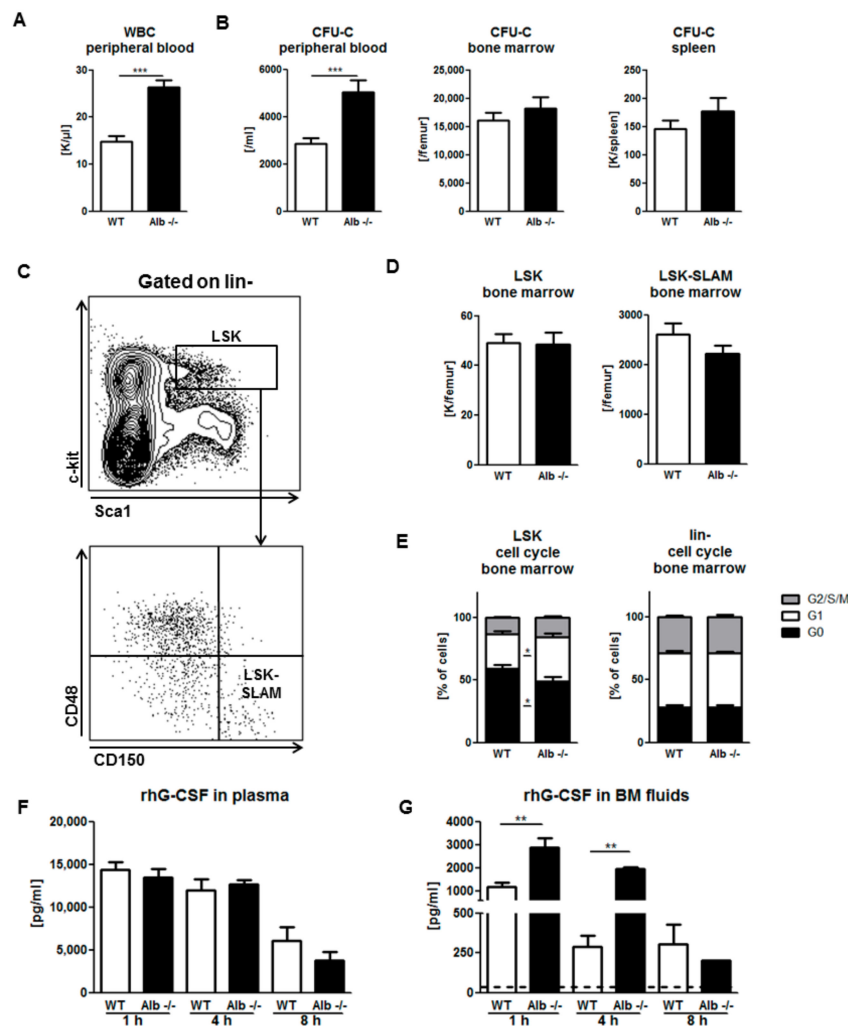 A
WBC
peripheral blood
[K/µl]
30
20
10
0
***
WT
Alb -/-
B
CFU-C
peripheral blood
[/ml]
6000
4000
2000
0
***
WT
Alb -/-
CFU-C
bone marrow
[/femur]
20,000
15,000
10,000
5,000
0
WT
Alb -/-
CFU-C
spleen
[K/spleen]
250
200
150
100
50
0
WT
Alb -/-
C
Gated on lin-
LSK
c-kit
Sca1
CD48
LSK-
SLAM
CD150
D
LSK
bone marrow
[K/femur]
60
40
20
0
WT
Alb -/-
LSK-SLAM
bone marrow
[/femur]
3000
2000
1000
0
WT
Alb -/-
E
LSK
cell cycle
bone marrow
[% of cells]
100
50
0
*
*
WT
Alb -/-
lin-
cell cycle
bone marrow
[% of cells]
100
50
0
WT
Alb -/-
G2/S/M
G1
G0
F
rhG-CSF in plasma
[pg/ml]
20,000
15,000
10,000
5,000
0
WT Alb -/- WT Alb -/- WT Alb -/-
1 h 4 h 8 h
G
rhG-CSF in BM fluids
[pg/ml]
4000
3000
2000
1000
500
250
0
**
**
WT Alb -/- WT Alb -/- WT Alb -/-
1 h 4 h 8 h